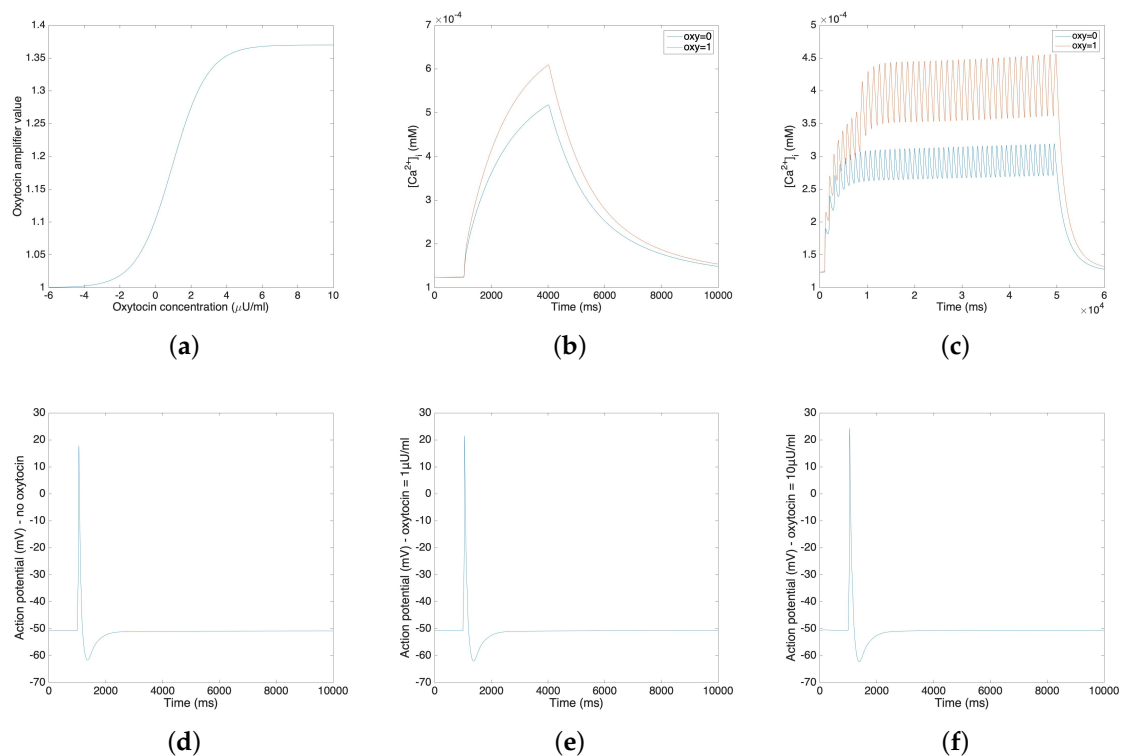 1.4
1.35
1.3
1.25
1.2
1.15
1.1
1.05
1
Oxytocin amplifier value
-6 -4 -2 0 2 4 6 8 10
Oxytocin concentration (μU/ml)
(a)
×10⁻⁴
7
6
5
4
3
2
1
[Ca²⁺]ᵢ (mM)
oxy=0
oxy=1
0 2000 4000 6000 8000 10000
Time (ms)
(b)
×10⁻⁴
5
4.5
4
3.5
3
2.5
2
1.5
1
[Ca²⁺]ᵢ (mM)
oxy=0
oxy=1
0 1 2 3 4 5 6
Time (ms)
×10⁴
(c)
30
20
10
0
-10
-20
-30
-40
-50
-60
-70
Action potential (mV) - no oxytocin
0 2000 4000 6000 8000 10000
Time (ms)
(d)
30
20
10
0
-10
-20
-30
-40
-50
-60
-70
Action potential (mV) - oxytocin = 1μU/ml
0 2000 4000 6000 8000 10000
Time (ms)
(e)
30
20
10
0
-10
-20
-30
-40
-50
-60
-70
Action potential (mV) - oxytocin = 10μU/ml
0 2000 4000 6000 8000 10000
Time (ms)
(f)